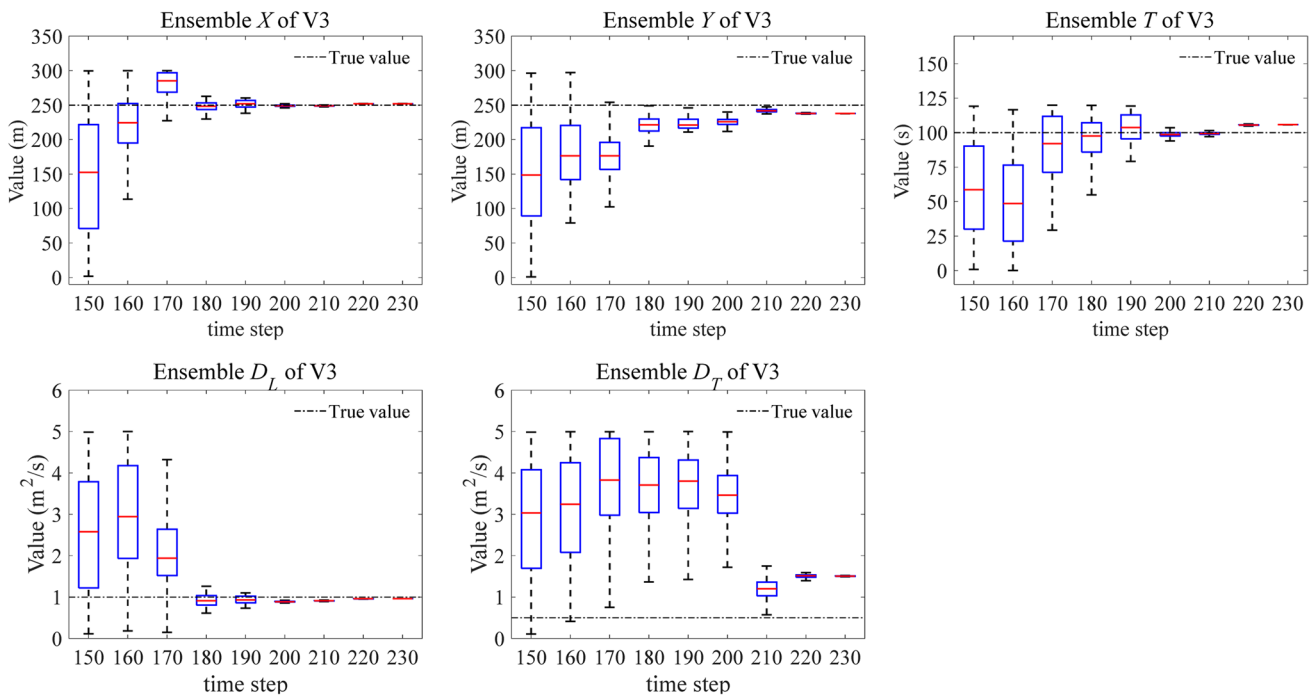 Ensemble X of V3
True value
Value (m)
350
300
250
200
150
100
50
0
150 160 170 180 190 200 210 220 230
time step
Ensemble Y of V3
True value
Value (m)
350
300
250
200
150
100
50
0
150 160 170 180 190 200 210 220 230
time step
Ensemble T of V3
True value
Value (s)
150
125
100
75
50
25
0
150 160 170 180 190 200 210 220 230
time step
Ensemble D_L of V3
True value
Value (m²/s)
6
5
4
3
2
1
0
150 160 170 180 190 200 210 220 230
time step
Ensemble D_T of V3
True value
Value (m²/s)
6
5
4
3
2
1
0
150 160 170 180 190 200 210 220 230
time step